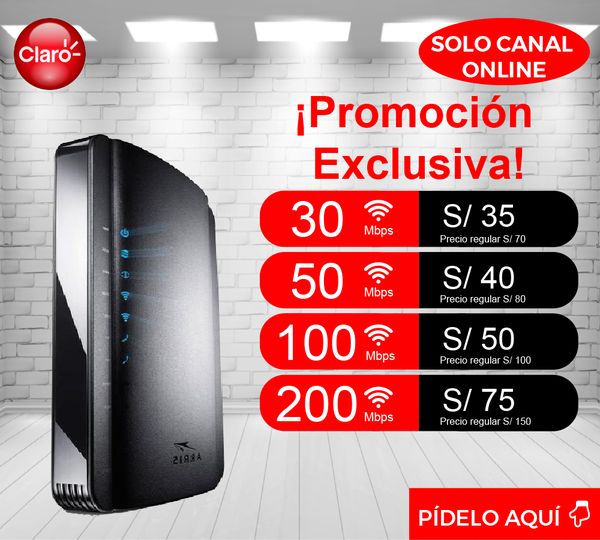 Claro
SOLO CANAL
ONLINE
¡Promoción
Exclusiva!
30
Mbps
S/ 35
Precio regular S/ 70
50
Mbps
S/ 40
Precio regular S/ 80
100
Mbps
S/ 50
Precio regular S/ 100
200
Mbps
S/ 75
Precio regular S/ 150
ARRIS
PÍDELO AQUÍ